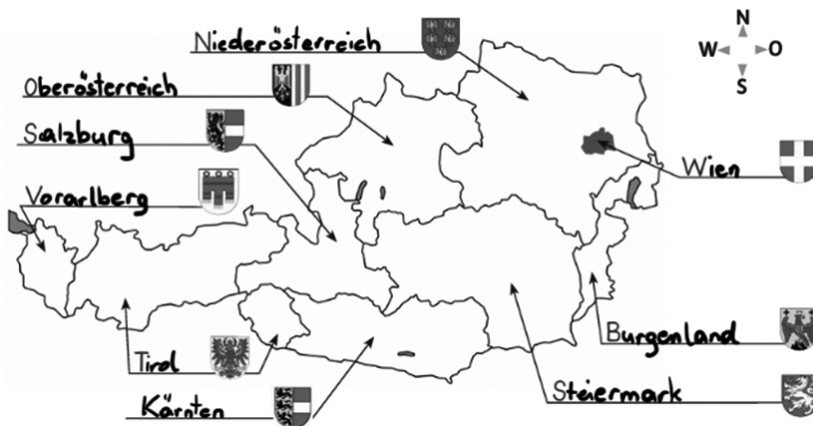 Niederösterreich
N
W O
S
Oberösterreich
Salzburg
Wien
Vorarlberg
Burgenland
Tirol
Steiermark
Kärnten